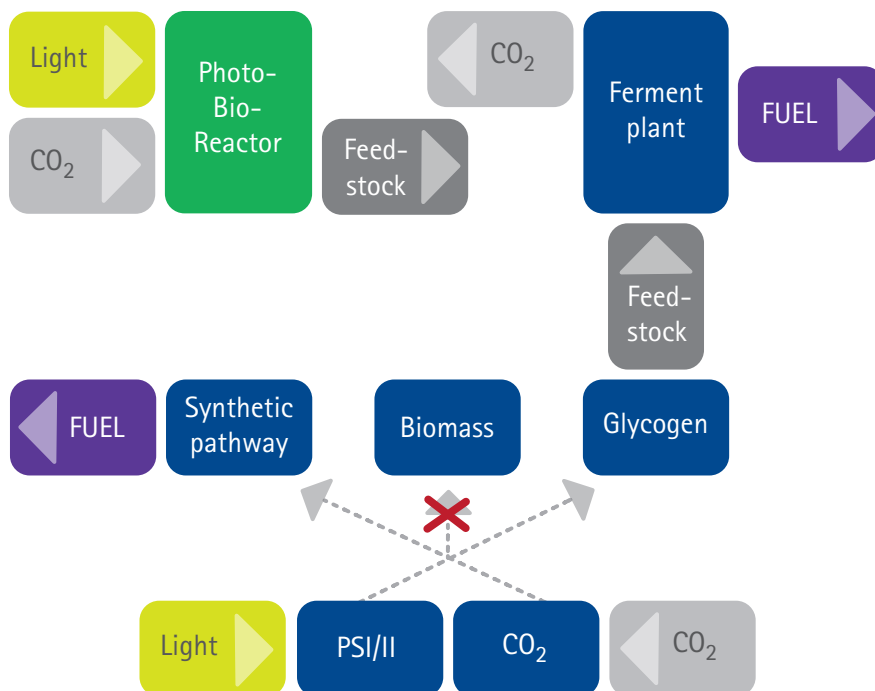 Light
Photo-
Bio-
Reactor
CO₂
Ferment
plant
FUEL
CO₂
Feed-
stock
Feed-
stock
FUEL
Synthetic
pathway
Biomass
Glycogen
Light
PSI/II
CO₂
CO₂